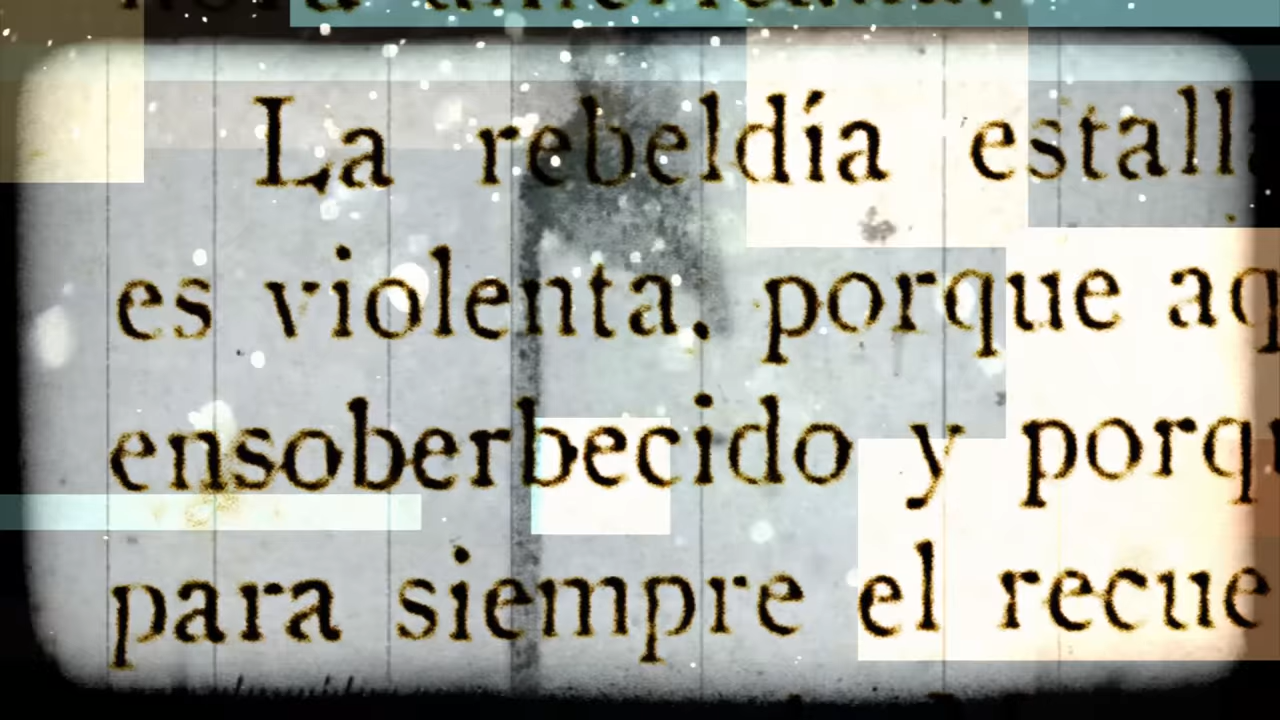 La rebeldía estall
es violenta, porque aq
ensoberbecido y porq
para siempre el recue